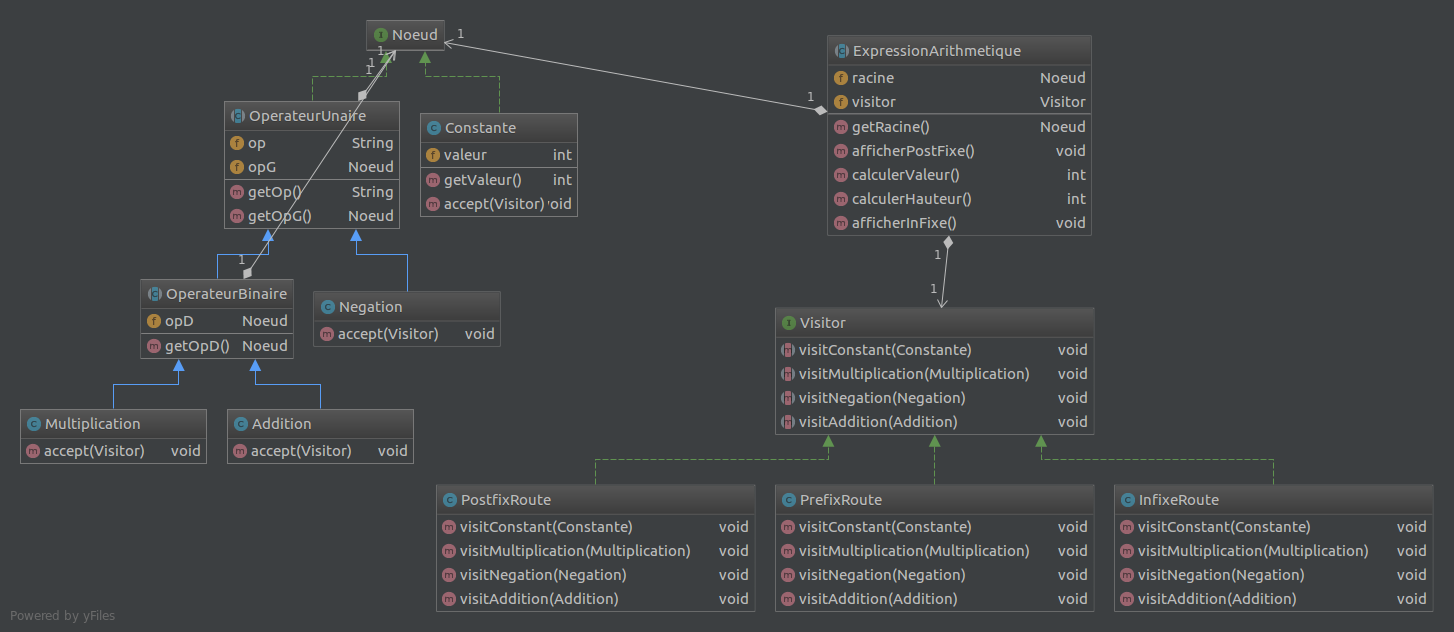 Noeud
1
1
1
1
OperateurUnaire
op String
opG Noeud
getOp() String
getOpG() Noeud
Constante
valeur int
getValeur() int
accept(Visitor) void
1
ExpressionArithmetique
racine Noeud
visitor Visitor
getRacine() Noeud
afficherPostFixe() void
calculerValeur() int
calculerHauteur() int
afficherInFixe() void
1
OperateurBinaire
opD Noeud
getOpD() Noeud
Negation
accept(Visitor) void
Multiplication
accept(Visitor) void
Addition
accept(Visitor) void
1
1
Visitor
visitConstant(Constante) void
visitMultiplication(Multiplication) void
visitNegation(Negation) void
visitAddition(Addition) void
PostfixRoute
visitConstant(Constante) void
visitMultiplication(Multiplication) void
visitNegation(Negation) void
visitAddition(Addition) void
PrefixRoute
visitConstant(Constante) void
visitMultiplication(Multiplication) void
visitNegation(Negation) void
visitAddition(Addition) void
InfixeRoute
visitConstant(Constante) void
visitMultiplication(Multiplication) void
visitNegation(Negation) void
visitAddition(Addition) void
Powered by yFiles